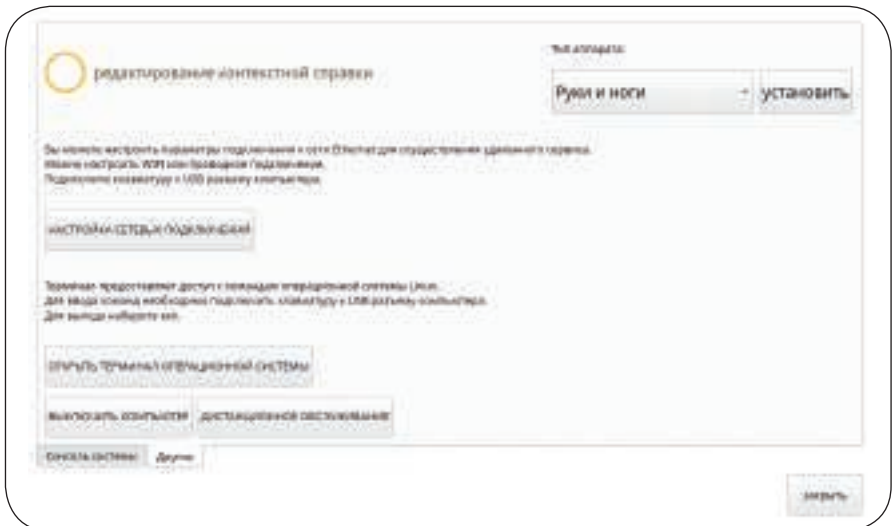 Тип аппарата:
редактирование контекстной справки
Руки и ноги
установить
Вы можете настроить параметры подключения к сети Ethernet для осуществления удаленного сервиса.
Можно настроить WiFi или проводное подключение.
Подключите клавиатуру к USB разъему компьютера.
НАСТРОЙКИ СЕТЕВЫХ ПОДКЛЮЧЕНИЙ
Терминал предоставляет доступ к командам операционной системы Linux.
Для ввода команд необходимо подключить клавиатуру к USB разъему компьютера.
Для выхода наберите exit.
ОТКРЫТЬ ТЕРМИНАЛ ОПЕРАЦИОННОЙ СИСТЕМЫ
ВЫКЛЮЧИТЬ КОМПЬЮТЕР
ДИСТАНЦИОННОЕ ОБСЛУЖИВАНИЕ
Консоль системы
Другие
закрыть